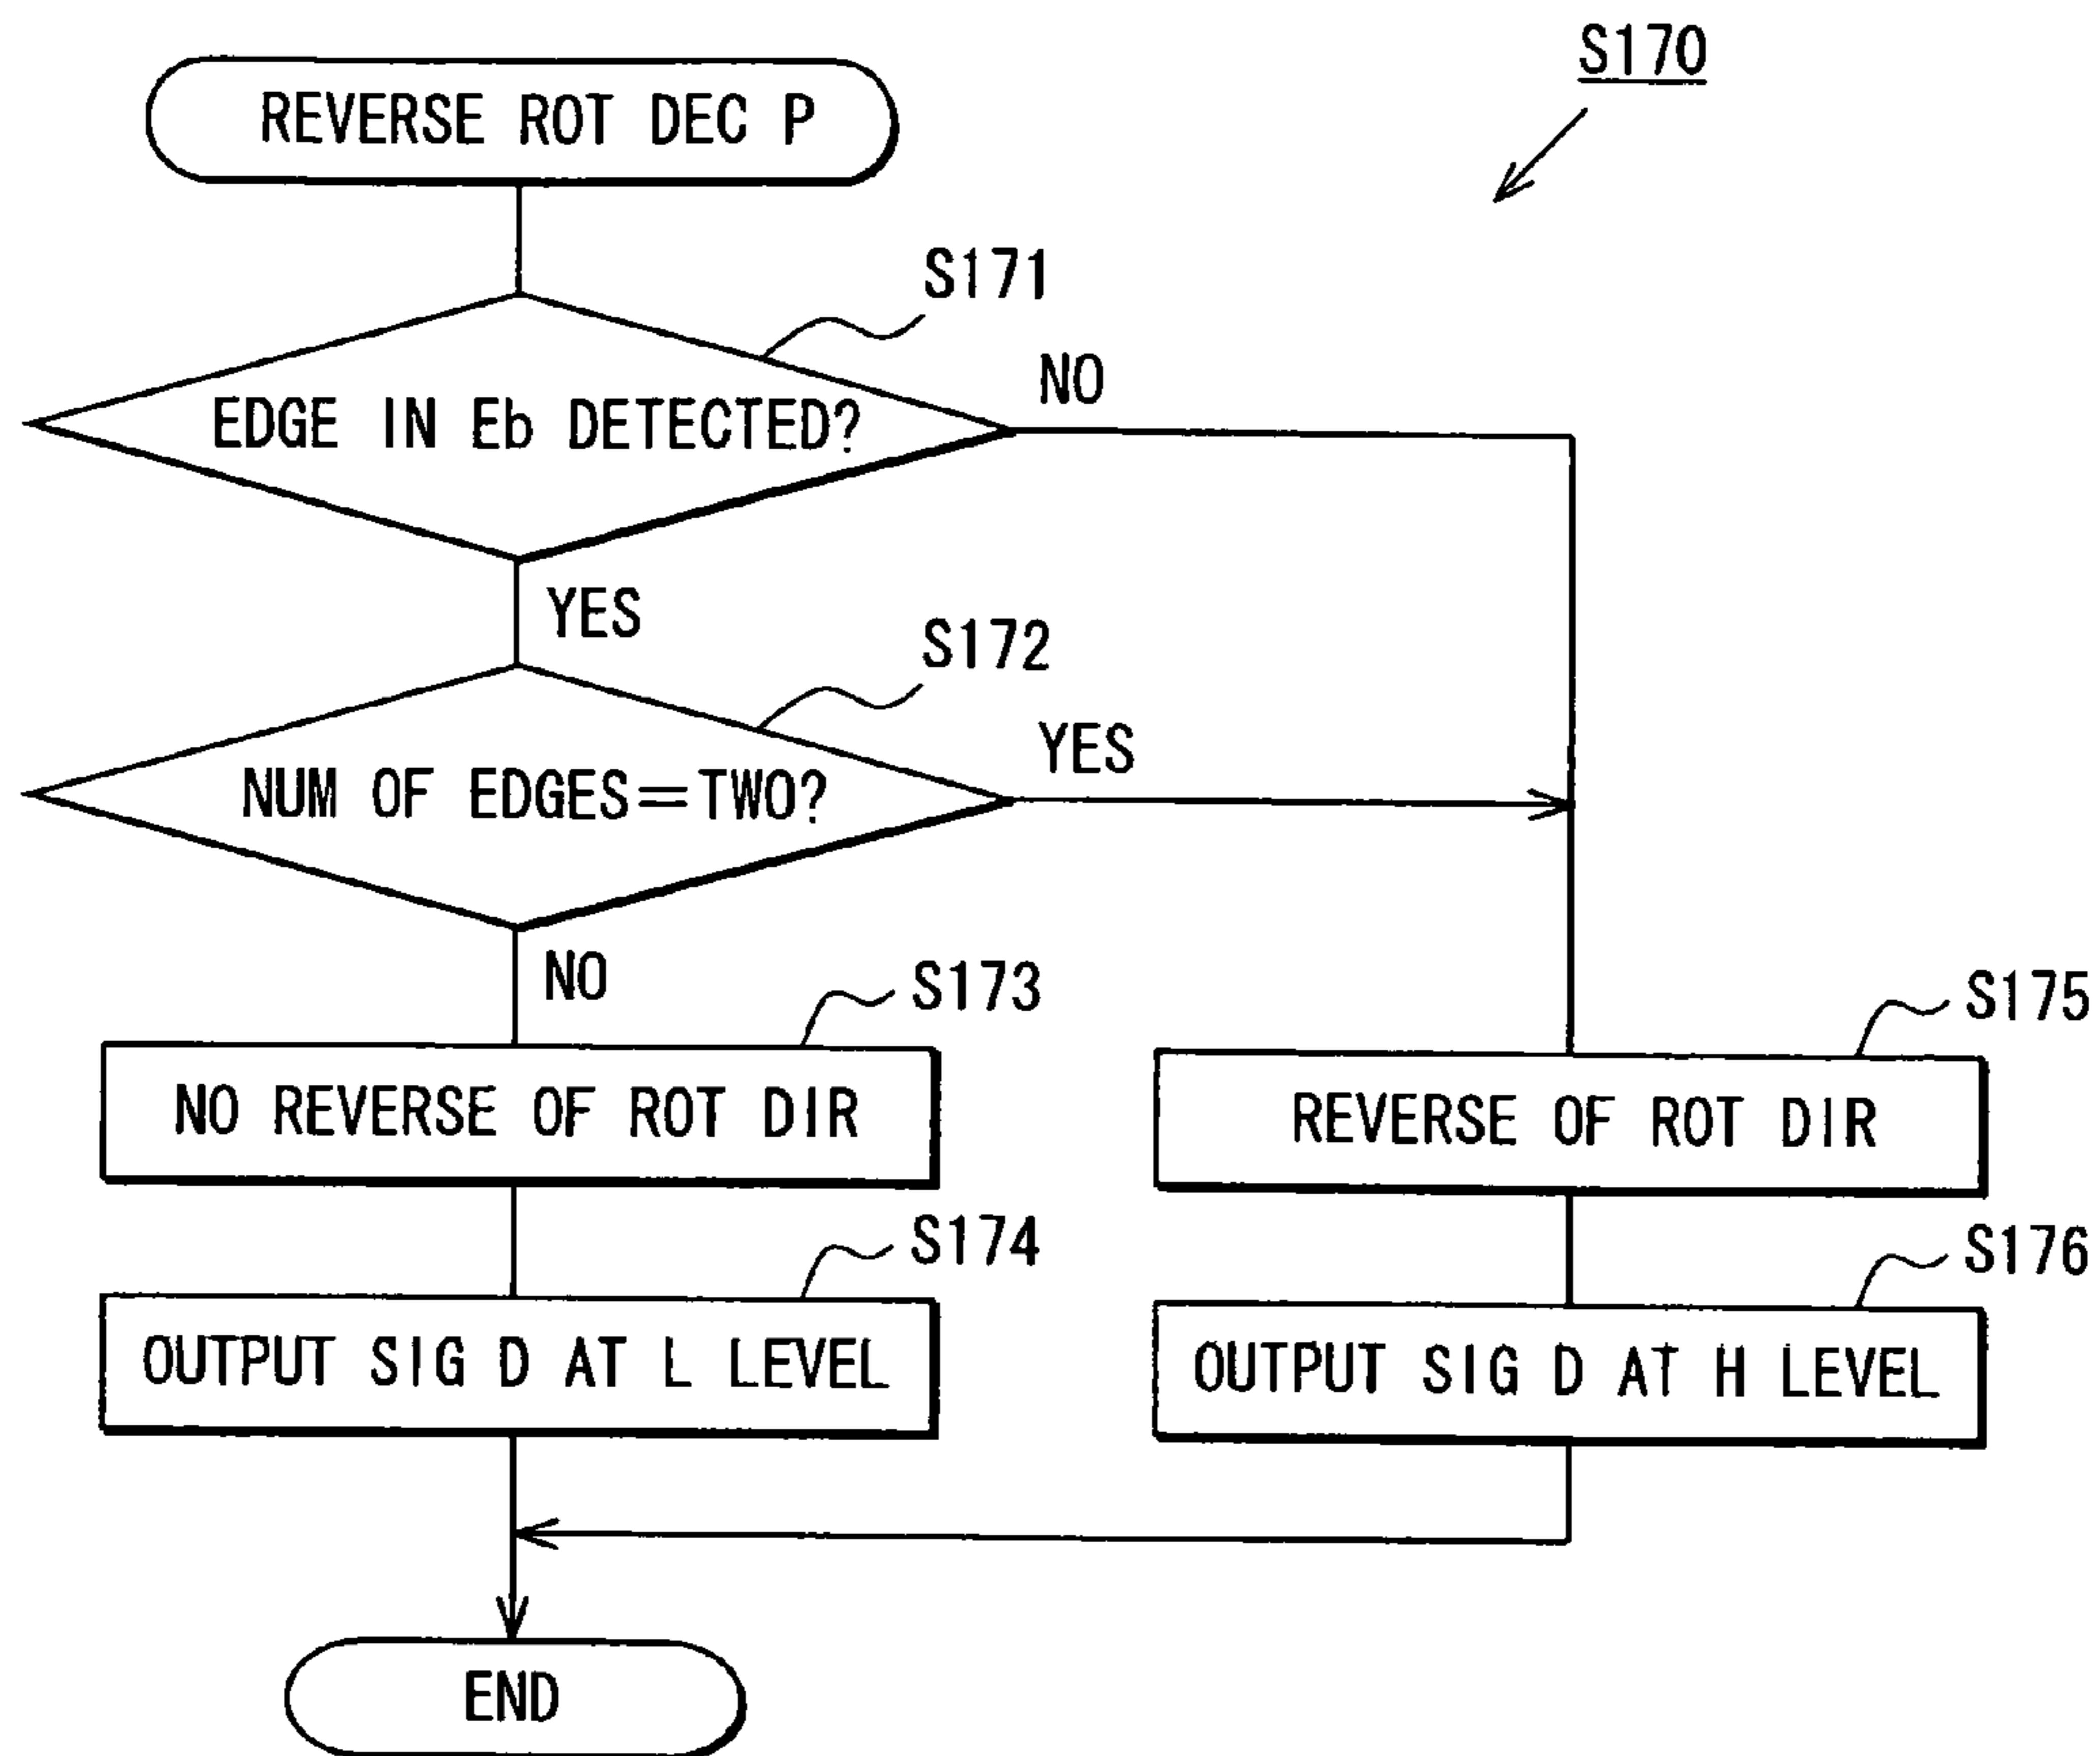 S170
REVERSE ROT DEC P
S171
EDGE IN Eb DETECTED?
NO
YES
S172
NUM OF EDGES=TWO?
YES
NO
S173
NO REVERSE OF ROT DIR
S175
REVERSE OF ROT DIR
S174
OUTPUT SIG D AT L LEVEL
S176
OUTPUT SIG D AT H LEVEL
END